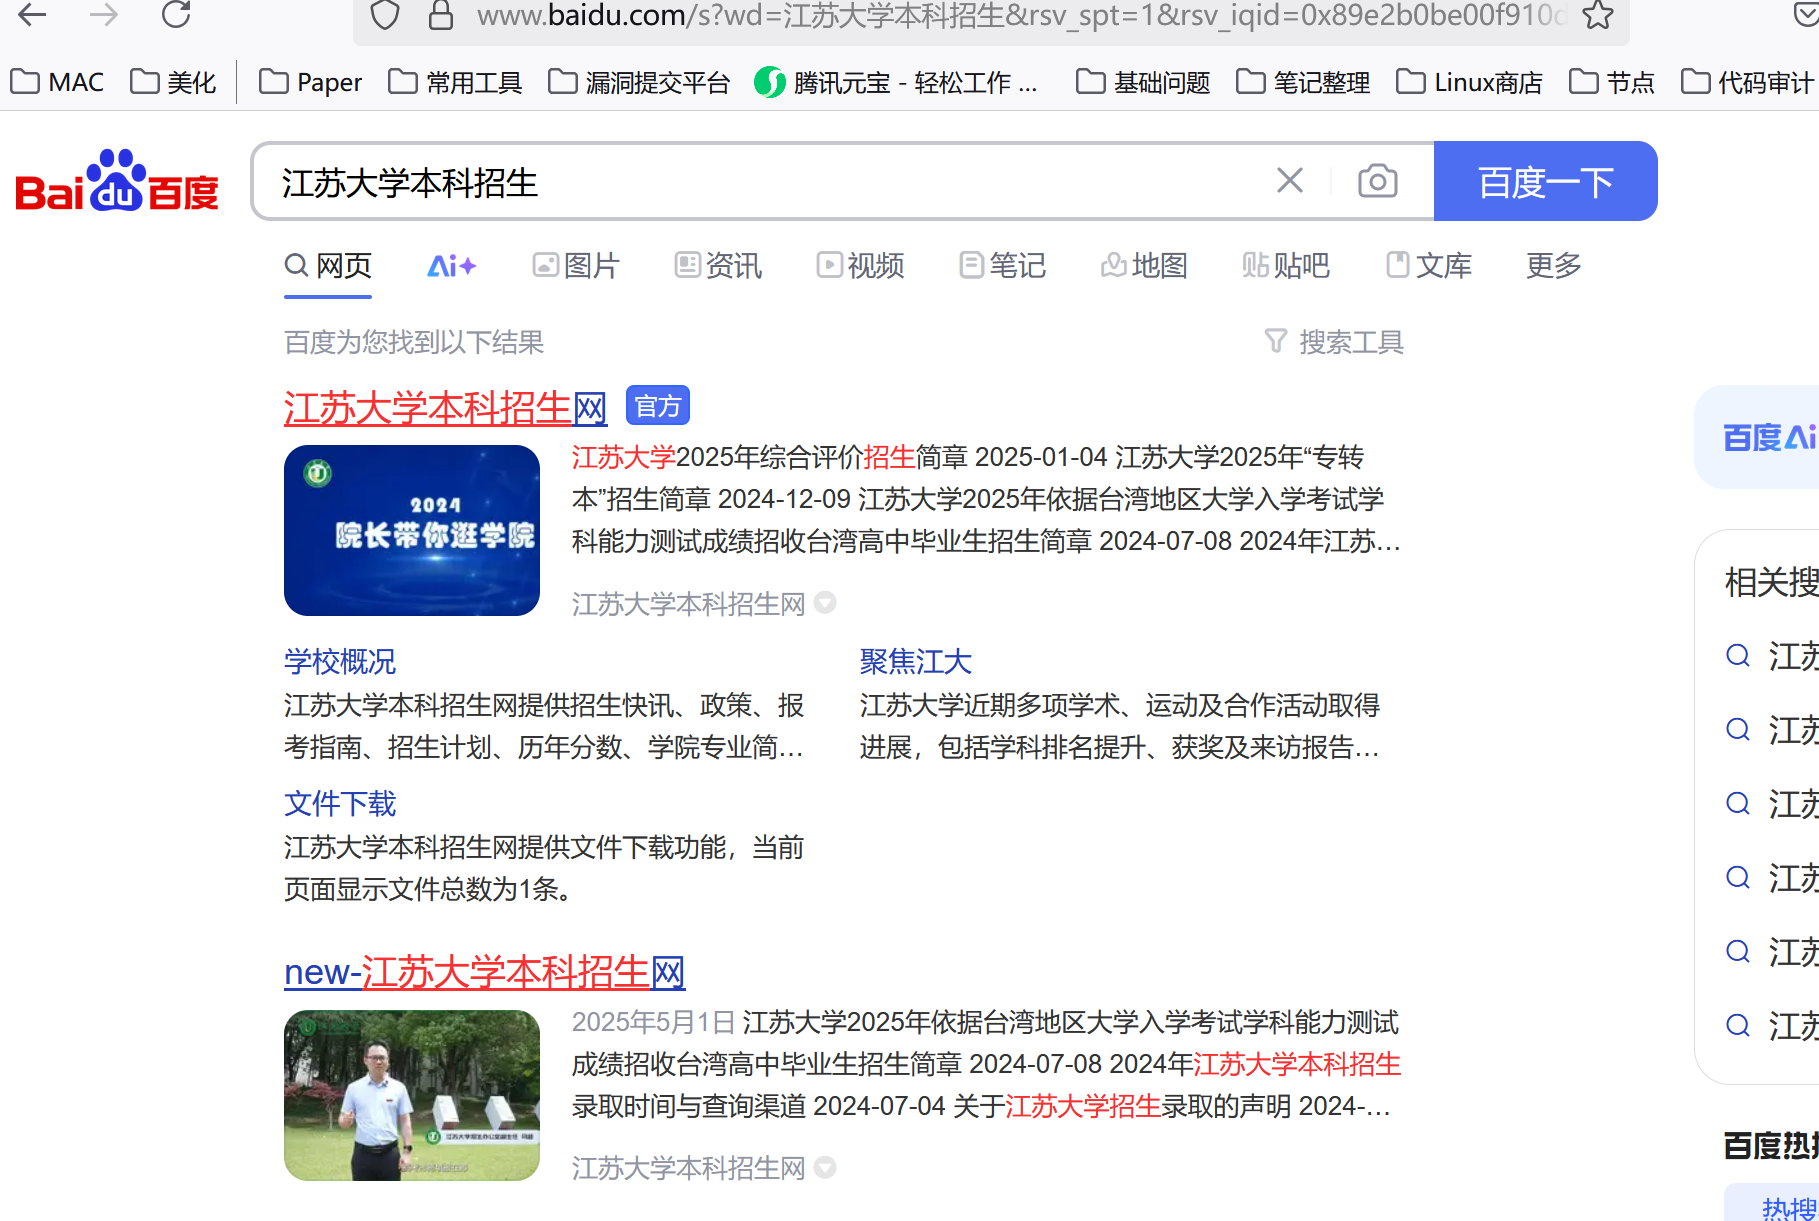 www.baidu.com/s?wd=江苏大学本科招生&rsv_spt=1&rsv_iqid=0x89e2b0be00f910d
MAC 美化 Paper 常用工具 漏洞提交平台 腾讯元宝 - 轻松工作 ... 基础问题 笔记整理 Linux商店 节点 代码审计
Bai du 百度 江苏大学本科招生 百度一下
网页 Ai 图片 资讯 视频 笔记 地图 贴 贴吧 文库 更多
百度为您找到以下结果 搜索工具
江苏大学本科招生网 官方
2024
院长带你逛学院
江苏大学2025年综合评价招生简章 2025-01-04 江苏大学2025年“专转
本”招生简章 2024-12-09 江苏大学2025年依据台湾地区大学入学考试学
科能力测试成绩招收台湾高中毕业生招生简章 2024-07-08 2024年江苏...
江苏大学本科招生网
学校概况
江苏大学本科招生网提供招生快讯、政策、报
考指南、招生计划、历年分数、学院专业简...
聚焦江大
江苏大学近期多项学术、运动及合作活动取得
进展，包括学科排名提升、获奖及来访报告...
文件下载
江苏大学本科招生网提供文件下载功能，当前
页面显示文件总数为1条。
new-江苏大学本科招生网
2025年5月1日 江苏大学2025年依据台湾地区大学入学考试学科能力测试
成绩招收台湾高中毕业生招生简章 2024-07-08 2024年江苏大学本科招生
录取时间与查询渠道 2024-07-04 关于江苏大学招生录取的声明 2024-...
江苏大学本科招生网
百度Ai
相关搜
江苏
江苏
江苏
江苏
江苏
江苏
百度热
热搜